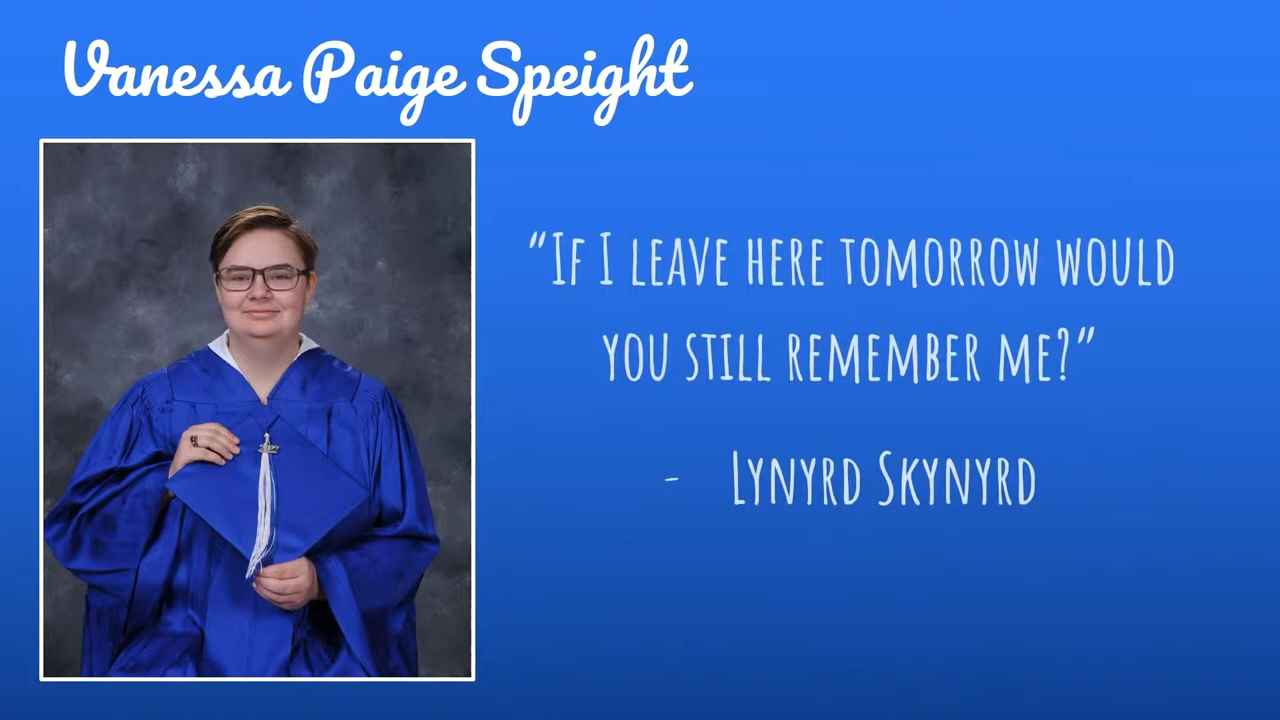 Vanessa Paige Speight
“If I leave here tomorrow would
you still remember me?”
- Lynyrd Skynyrd